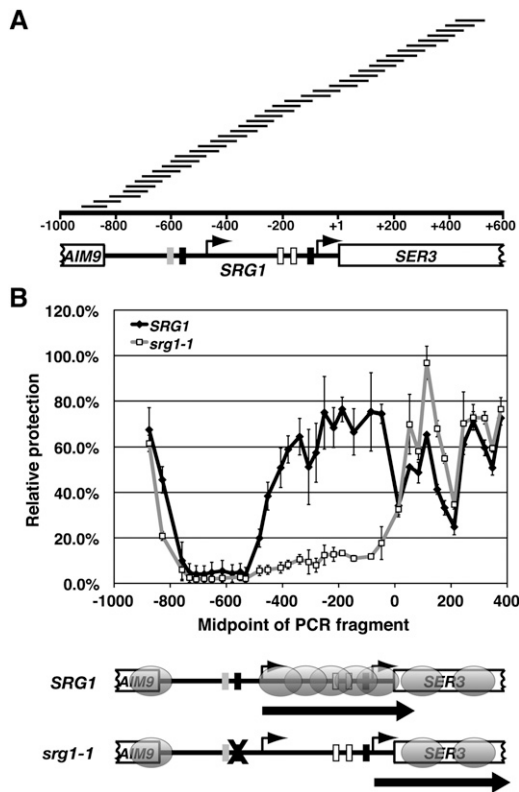 A
-1000 -800 -600 -400 -200 +1 +200 +400 +600
AIM9 SRG1 SER3
B
120.0%
100.0%
80.0%
60.0%
40.0%
20.0%
0.0%
Relative protection
SRG1
srg1-1
-1000 -800 -600 -400 -200 0 200 400
Midpoint of PCR fragment
SRG1 AIM9 SER3
srg1-1 AIM9 SER3